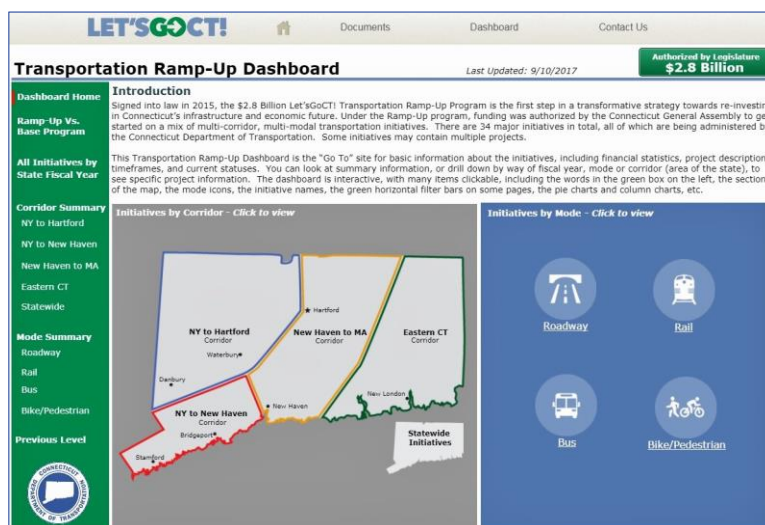 LET'SGOCT!
Documents
Dashboard
Contact Us
Transportation Ramp-Up Dashboard
Last Updated: 9/10/2017
Authorized by Legislature
$2.8 Billion
Dashboard Home
Ramp-Up Vs.
Base Program
All Initiatives by
State Fiscal Year
Corridor Summary
NY to Hartford
NY to New Haven
New Haven to MA
Eastern CT
Statewide
Mode Summary
Roadway
Rail
Bus
Bike/Pedestrian
Previous Level
CONNECTICUT
DEPARTMENT OF TRANSPORTATION
Introduction
Signed into law in 2015, the $2.8 Billion Let'sGoCT! Transportation Ramp-Up Program is the first step in a transformative strategy towards re-investin
in Connecticut's infrastructure and economic future. Under the Ramp-Up program, funding was authorized by the Connecticut General Assembly to ge
started on a mix of multi-corridor, multi-modal transportation initiatives. There are 34 major initiatives in total, all of which are being administered b
the Connecticut Department of Transportation. Some initiatives may contain multiple projects.
This Transportation Ramp-Up Dashboard is the "Go To" site for basic information about the initiatives, including financial statistics, project description
timeframes, and current statuses. You can look at summary information, or drill down by way of fiscal year, mode or corridor (area of the state), to
see specific project information. The dashboard is interactive, with many items clickable, including the words in the green box on the left, the section
of the map, the mode icons, the initiative names, the green horizontal filter bars on some pages, the pie charts and column charts, etc.
Initiatives by Corridor - Click to view
NY to Hartford
Corridor
Waterbury
Danbury
Hartford
New Haven to MA
Corridor
New Haven
Eastern CT
Corridor
New London
NY to New Haven
Corridor
Bridgeport
Stamford
Statewide
Initiatives
Initiatives by Mode - Click to view
Roadway
Rail
Bus
Bike/Pedestrian